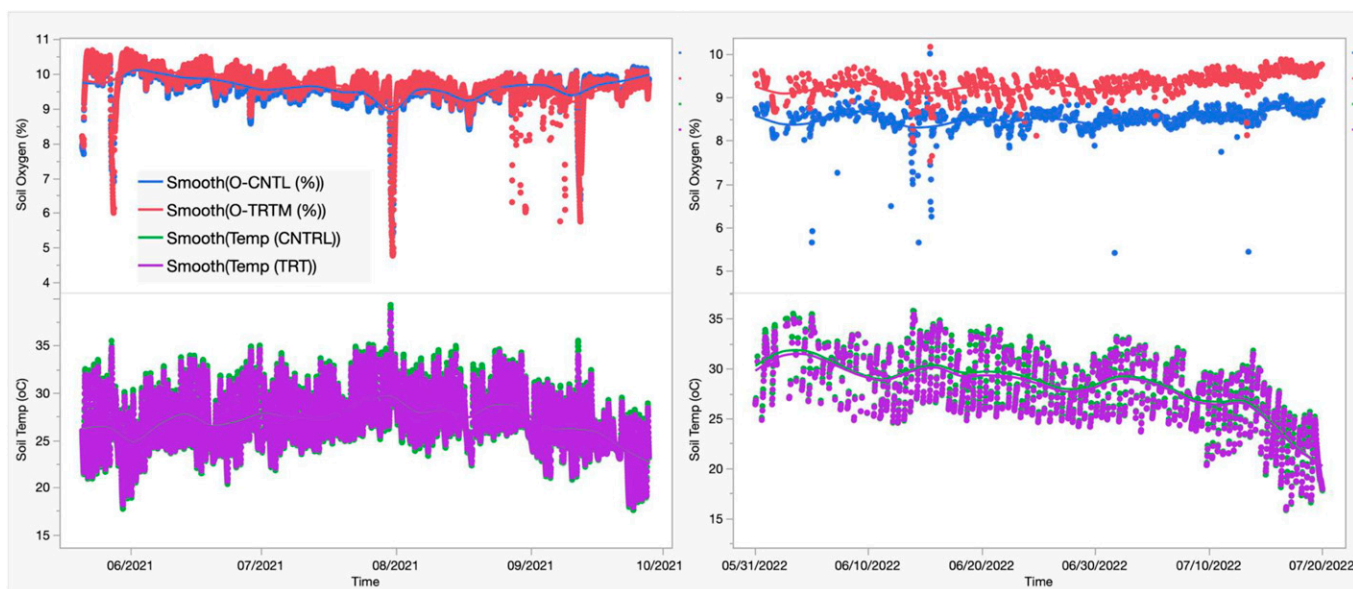 11
10
9
8
7
6
5
4
Soil Oxygen (%)
Smooth(O-CNTL (%))
Smooth(O-TRTM (%))
Smooth(Temp (CNTRL))
Smooth(Temp (TRT))
35
30
25
20
15
Soil Temp (oC)
06/2021 07/2021 08/2021 09/2021 10/2021
Time
10
9
8
7
6
5
Soil Oxygen (%)
35
30
25
20
15
Soil Temp (oC)
05/31/2022 06/10/2022 06/20/2022 06/30/2022 07/10/2022 07/20/2022
Time